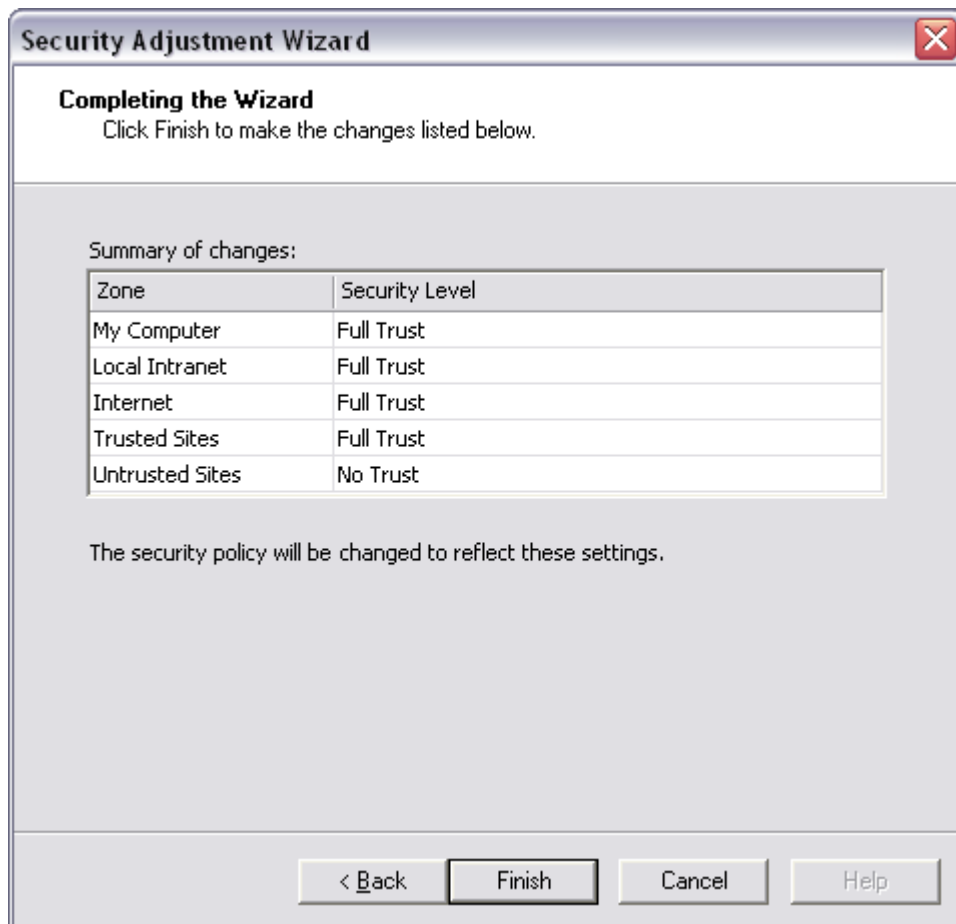 Security Adjustment Wizard
Completing the Wizard
Click Finish to make the changes listed below.
Summary of changes:
Zone Security Level
My Computer Full Trust
Local Intranet Full Trust
Internet Full Trust
Trusted Sites Full Trust
Untrusted Sites No Trust
The security policy will be changed to reflect these settings.
< Back Finish Cancel Help